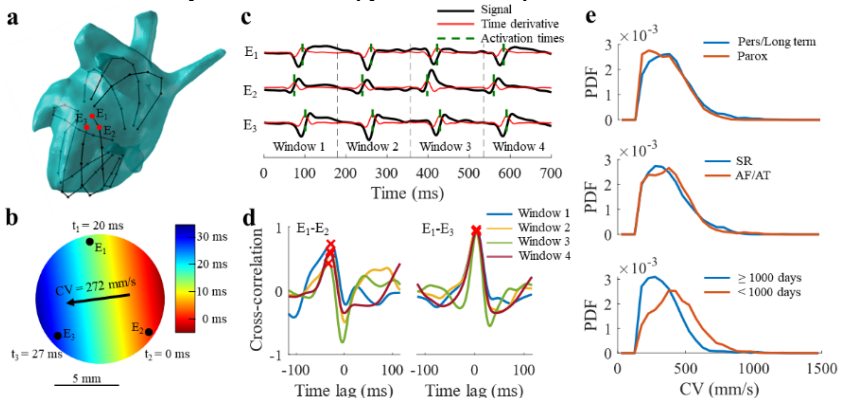 a
E1
E3
E2
b
t1 = 20 ms
E1
CV = 272 mm/s
E2
E3
t3 = 27 ms
t2 = 0 ms
5 mm
30 ms
20 ms
10 ms
0 ms
c
Signal
Time derivative
Activation times
E1
E2
E3
Window 1
Window 2
Window 3
Window 4
0 100 200 300 400 500 600 700
Time (ms)
d
E1-E2
E1-E3
Window 1
Window 2
Window 3
Window 4
Cross-correlation
1
0
-1
-100 0 100
Time lag (ms)
-100 0 100
Time lag (ms)
e
×10-3
PDF
2
0
Pers/Long term
Parox
×10-3
PDF
2
0
SR
AF/AT
×10-3
PDF
2
0
≥ 1000 days
< 1000 days
0 500 1000 1500
CV (mm/s)